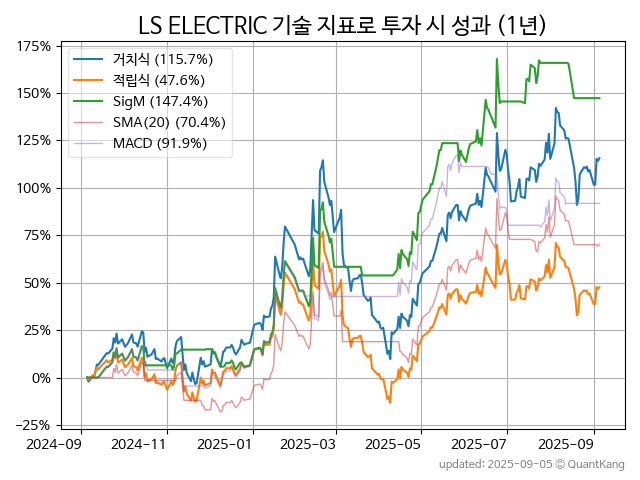 LS ELECTRIC 기술 지표로 투자 시 성과 (1년)
175%
150%
125%
100%
75%
50%
25%
0%
−25%
거치식 (115.7%)
적립식 (47.6%)
SigM (147.4%)
SMA(20) (70.4%)
MACD (91.9%)
2024-09 2024-11 2025-01 2025-03 2025-05 2025-07 2025-09
updated: 2025-09-05 © QuantKang